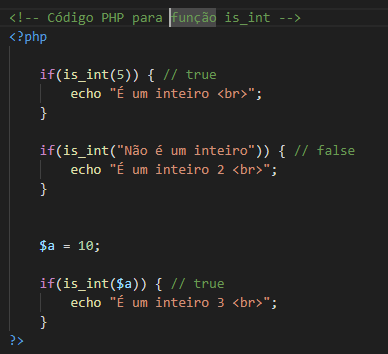 <!-- Código PHP para função is_int -->
<?php
if(is_int(5)) { // true
echo "É um inteiro <br>";
}
if(is_int("Não é um inteiro")) { // false
echo "É um inteiro 2 <br>";
}
$a = 10;
if(is_int($a)) { // true
echo "É um inteiro 3 <br>";
}
?>